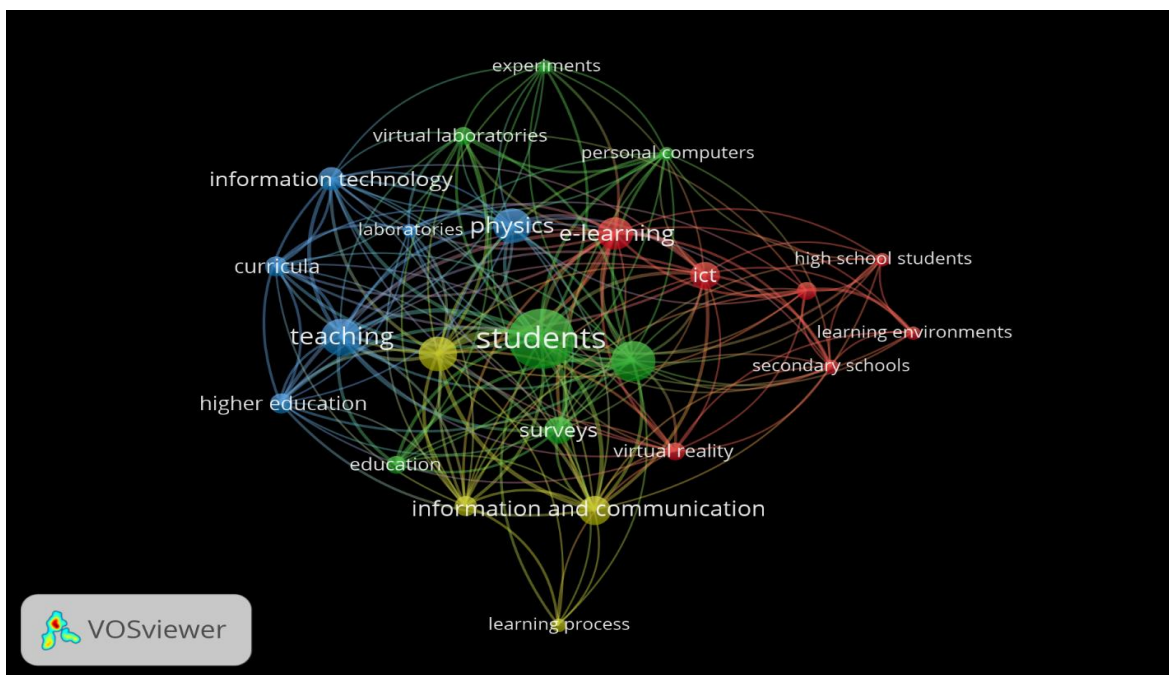 experiments
virtual laboratories
personal computers
information technology
laboratories
physics
e-learning
curricula
high school students
ict
teaching
students
learning environments
secondary schools
higher education
surveys
virtual reality
education
information and communication
learning process
VOSviewer